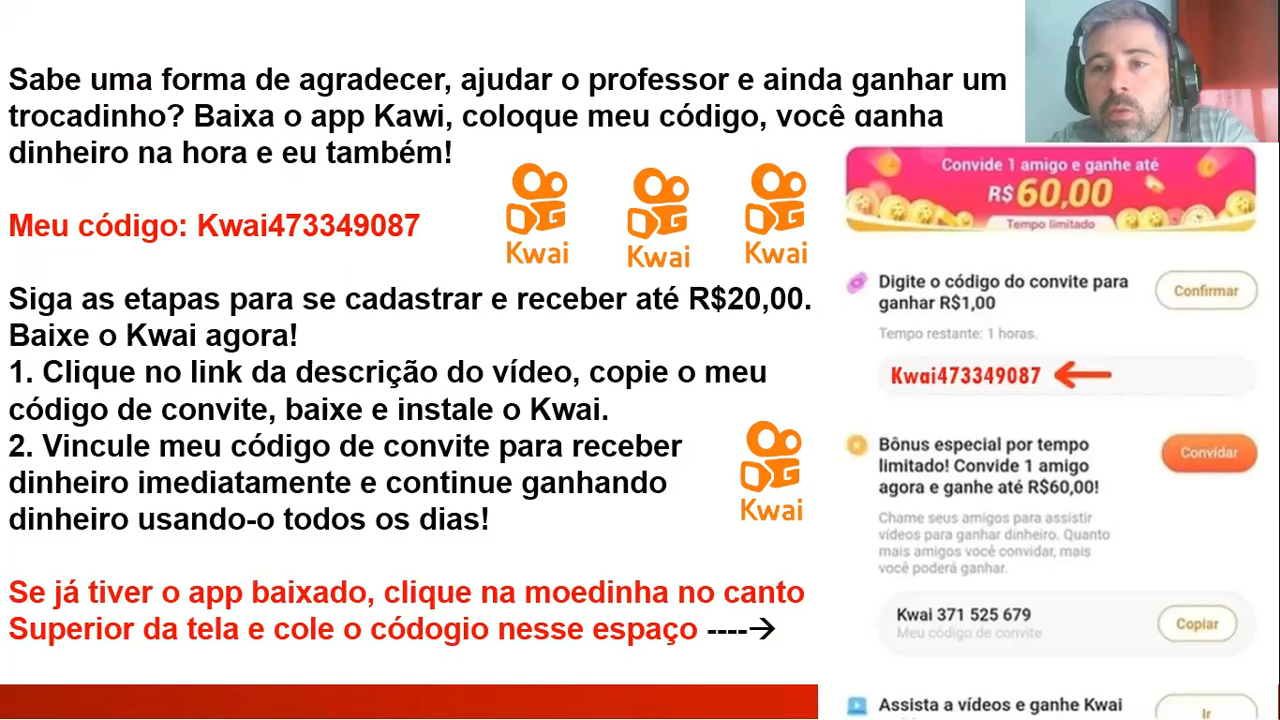 Sabe uma forma de agradecer, ajudar o professor e ainda ganhar um
trocadinho? Baixa o app Kawi, coloque meu código, você ganha
dinheiro na hora e eu também!
Kwai
Kwai
Kwai
Meu código: Kwai473349087
Siga as etapas para se cadastrar e receber até R$20,00.
Baixe o Kwai agora!
1. Clique no link da descrição do vídeo, copie o meu
código de convite, baixe e instale o Kwai.
2. Vincule meu código de convite para receber
dinheiro imediatamente e continue ganhando
dinheiro usando-o todos os dias!
Kwai
Se já tiver o app baixado, clique na moedinha no canto
Superior da tela e cole o códogio nesse espaço ----→
Convide 1 amigo e ganhe até
R$60,00
Tempo limitado
Digite o código do convite para
ganhar R$1,00
Confirmar
Tempo restante: 1 horas.
Kwai473349087
Bônus especial por tempo
limitado! Convide 1 amigo
agora e ganhe até R$60,00!
Convidar
Chame seus amigos para assistir
vídeos para ganhar dinheiro. Quanto
mais amigos você convidar, mais
você poderá ganhar.
Kwai 371 525 679
Meu código de convite
Copiar
Assista a vídeos e ganhe Kwai
Ir